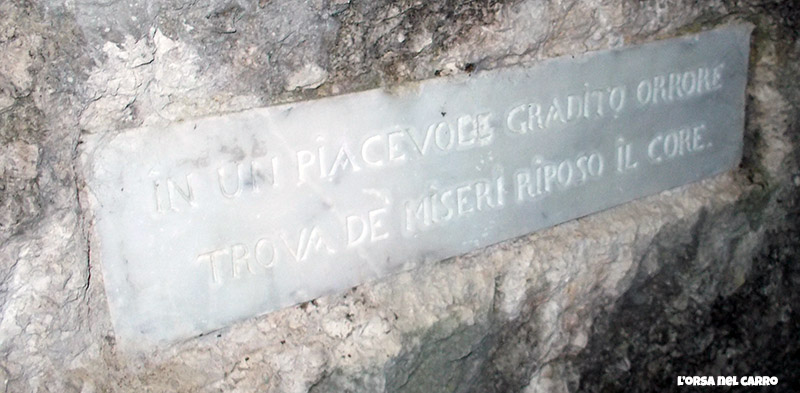 IN UN PIACEVOLE GRADITO ORRORE
TROVA DE' MISERI RIPOSO IL CORE.
L'ORSA NEL CARRO